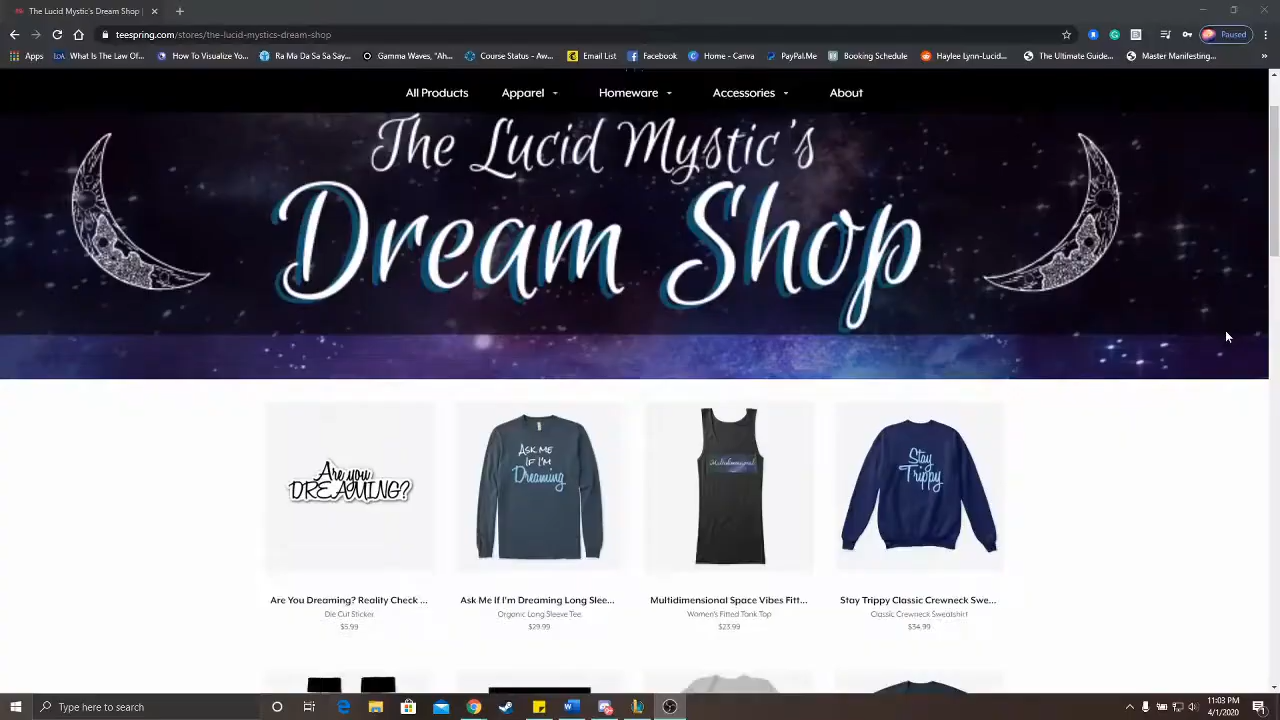 The Lucid Mystic's Dream Shop |
teespring.com/stores/the-lucid-mystics-dream-shop
Paused
Apps
What Is The Law Of...
How To Visualize Yo...
Ra Ma Da Sa Sa Say...
Gamma Waves, "Ah...
Course Status - Aw...
Email List
Facebook
Home - Canva
PayPal.Me
Booking Schedule
Haylee Lynn-Lucid...
The Ultimate Guide...
Master Manifesting...
All Products
Apparel
Homeware
Accessories
About
The Lucid Mystic's
Dream Shop
Are you
DREAMING?
ASK ME
IF I'M
Dreaming
Multidimensional
Stay
Trippy
Are You Dreaming? Reality Check ...
Die Cut Sticker
Ask Me If I'm Dreaming Long Slee...
Organic Long Sleeve Tee
$29.99
Multidimensional Space Vibes Fitt...
Women's Fitted Tank Top
$23.99
Stay Trippy Classic Crewneck Swe...
Classic Crewneck Sweatshirt
$34.99
Type here to search
11:03 PM
4/1/2020